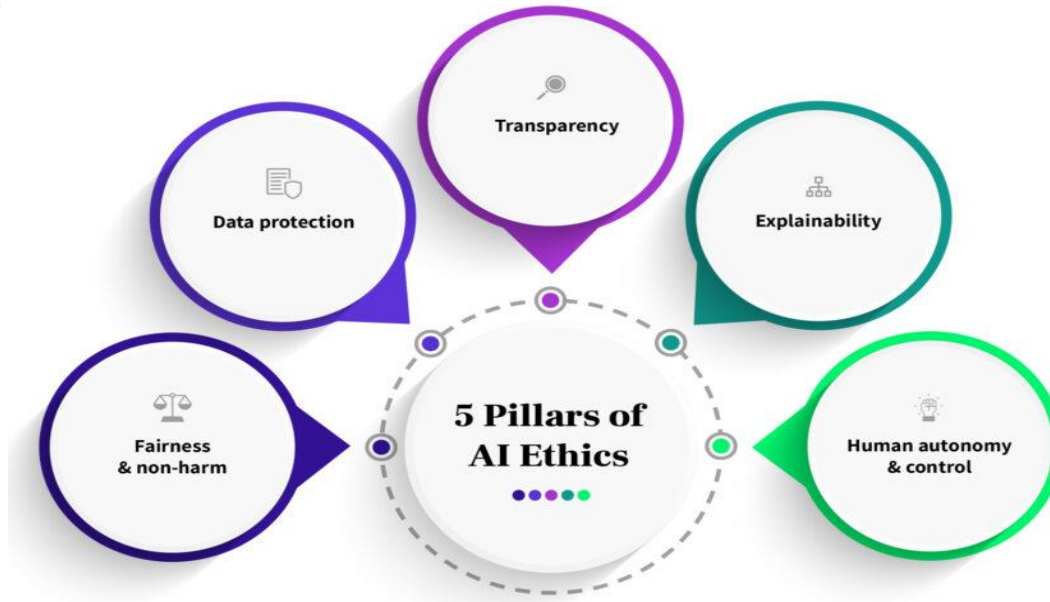 Transparency
Data protection
Explainability
Fairness
& non-harm
5 Pillars of
AI Ethics
Human autonomy
& control